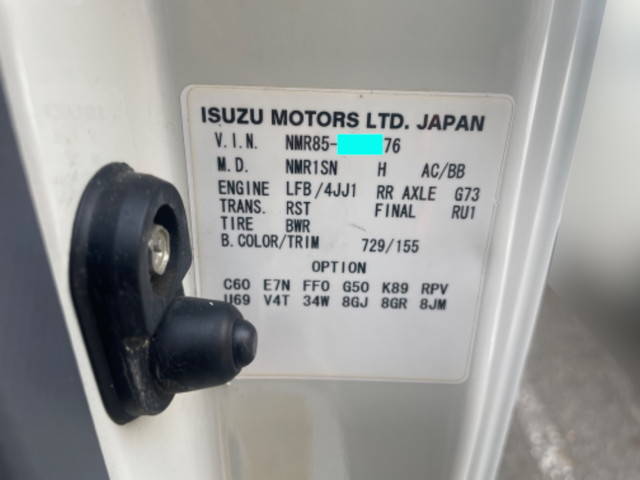 ISUZU MOTORS LTD. JAPAN
V.I.N. NMR85- 76
M.D. NMR1SN H AC/BB
ENGINE LFB/4JJ1 RR AXLE G73
TRANS. RST FINAL RU1
TIRE BWR
B.COLOR/TRIM 729/155
OPTION
C60 E7N FF0 G50 K89 RPV
U69 V4T 34W 8GJ 8GR 8JM